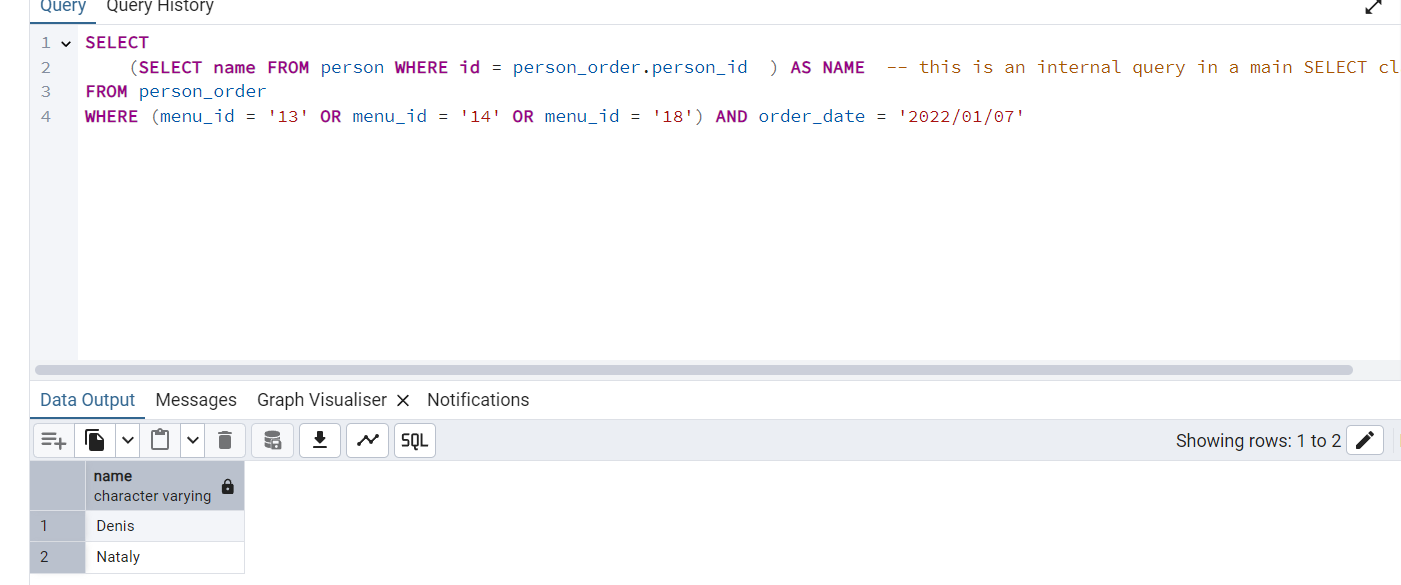 Query Query History
1 SELECT
2 (SELECT name FROM person WHERE id = person_order.person_id ) AS NAME -- this is an internal query in a main SELECT cl
3 FROM person_order
4 WHERE (menu_id = '13' OR menu_id = '14' OR menu_id = '18') AND order_date = '2022/01/07'
Data Output Messages Graph Visualiser Notifications
SQL Showing rows: 1 to 2
name
character varying
1 Denis
2 Nataly